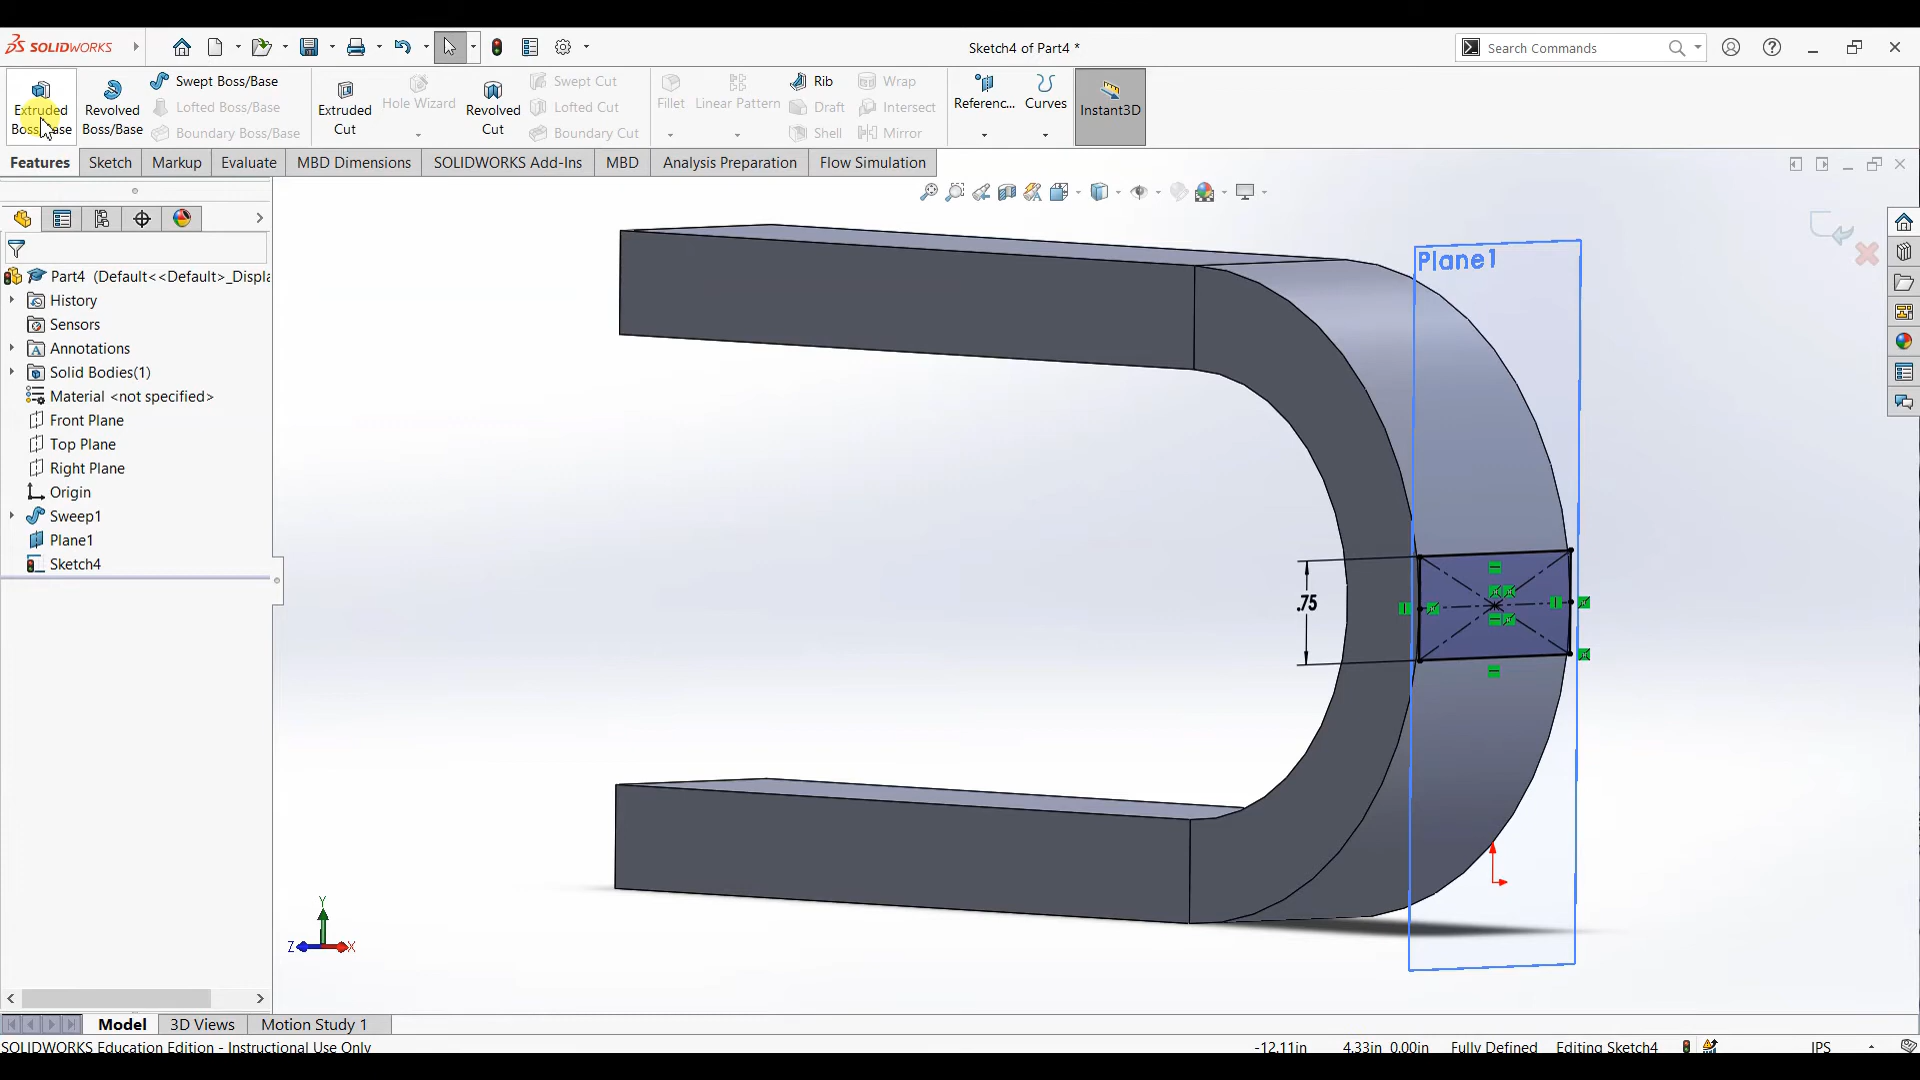 SOLIDWORKS
Sketch4 of Part4 *
Search Commands
Extruded Boss/Base
Revolved Boss/Base
Swept Boss/Base
Lofted Boss/Base
Boundary Boss/Base
Extruded Cut
Hole Wizard
Revolved Cut
Swept Cut
Lofted Cut
Boundary Cut
Fillet
Linear Pattern
Rib
Draft
Shell
Wrap
Intersect
Mirror
Referenc...
Curves
Instant3D
Features
Sketch
Markup
Evaluate
MBD Dimensions
SOLIDWORKS Add-Ins
MBD
Analysis Preparation
Flow Simulation
Part4 (Default<<Default>_Displa
History
Sensors
Annotations
Solid Bodies(1)
Material <not specified>
Front Plane
Top Plane
Right Plane
Origin
Sweep1
Plane1
Sketch4
Plane1
.75
Y
Z
X
Model
3D Views
Motion Study 1
SOLIDWORKS Education Edition - Instructional Use Only
-12.11in
4.33in
0.00in
Fully Defined
Editing Sketch4
IPS